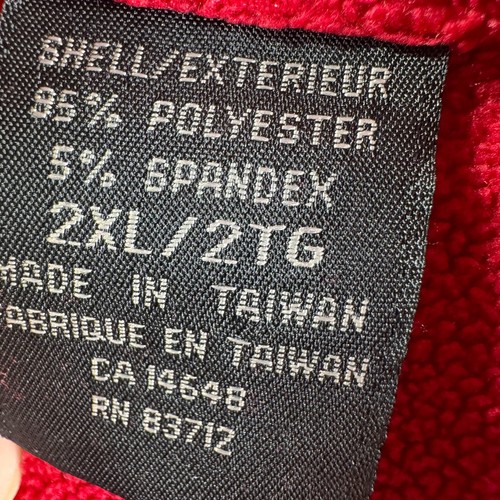 SHELL/EXTERIEUR
95% POLYESTER
5% SPANDEX
2XL/2TG
MADE IN TAIWAN
FABRIQUE EN TAIWAN
CA 14648
RN 83712